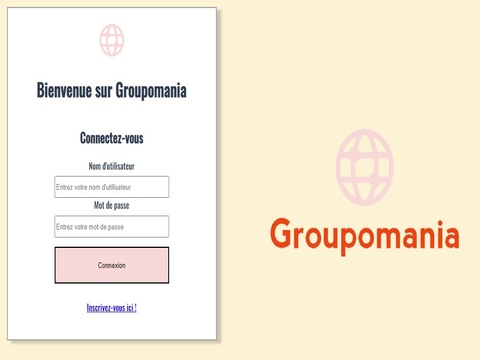 Bienvenue sur Groupomania
Connectez-vous
Nom d'utilisateur
Entrez votre nom d'utilisateur
Mot de passe
Entrez votre mot de passe
Connexion
Inscrivez-vous ici !
Groupomania